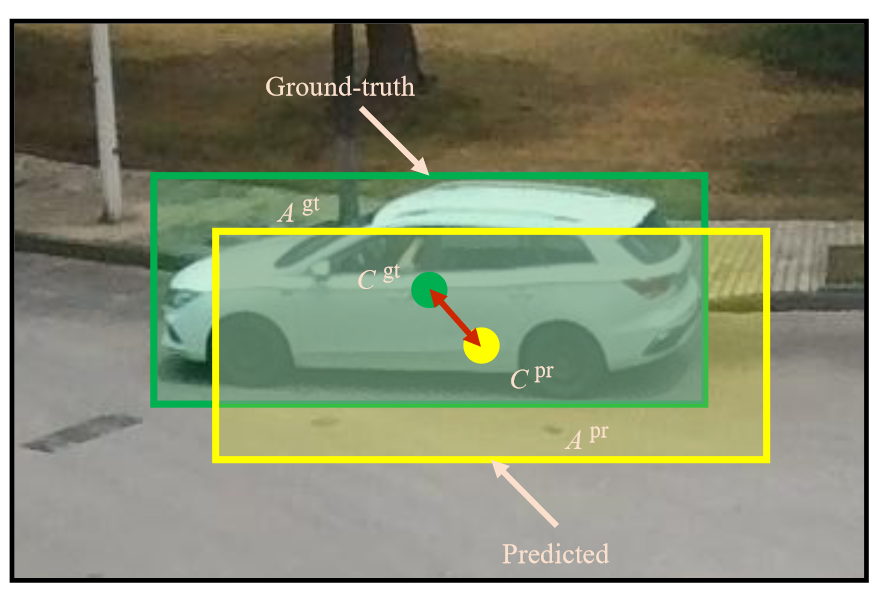 Ground-truth
A gt
C gt
C pr
A pr
Predicted